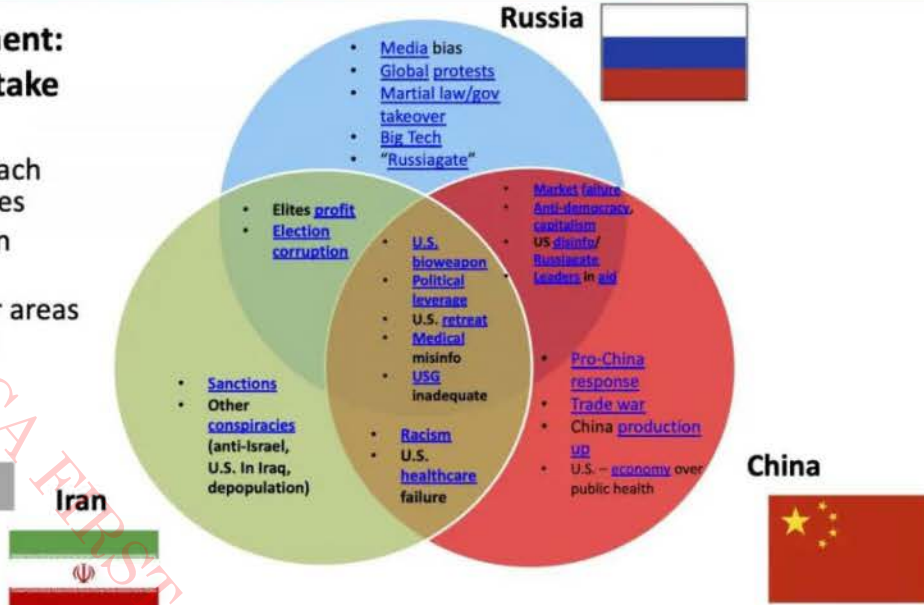 Russia
ent:
take
ach
es
n
r areas
• Media bias
• Global protests
• Martial law/gov
takeover
• Big Tech
• “Russiagate”
• Elites profit
• Election
corruption
• Market failure
• Anti-democracy,
capitalism
• US disinfo/
Russiagate
• Leaders in aid
• U.S.
bioweapon
• Political
leverage
• U.S. retreat
• Medical
misinfo
• USG
inadequate
• Sanctions
• Other
conspiracies
(anti-Israel,
U.S. In Iraq,
depopulation)
• Racism
• U.S.
healthcare
failure
• Pro-China
response
• Trade war
• China production
up
• U.S. – economy over
public health
Iran
China
CA FIRST